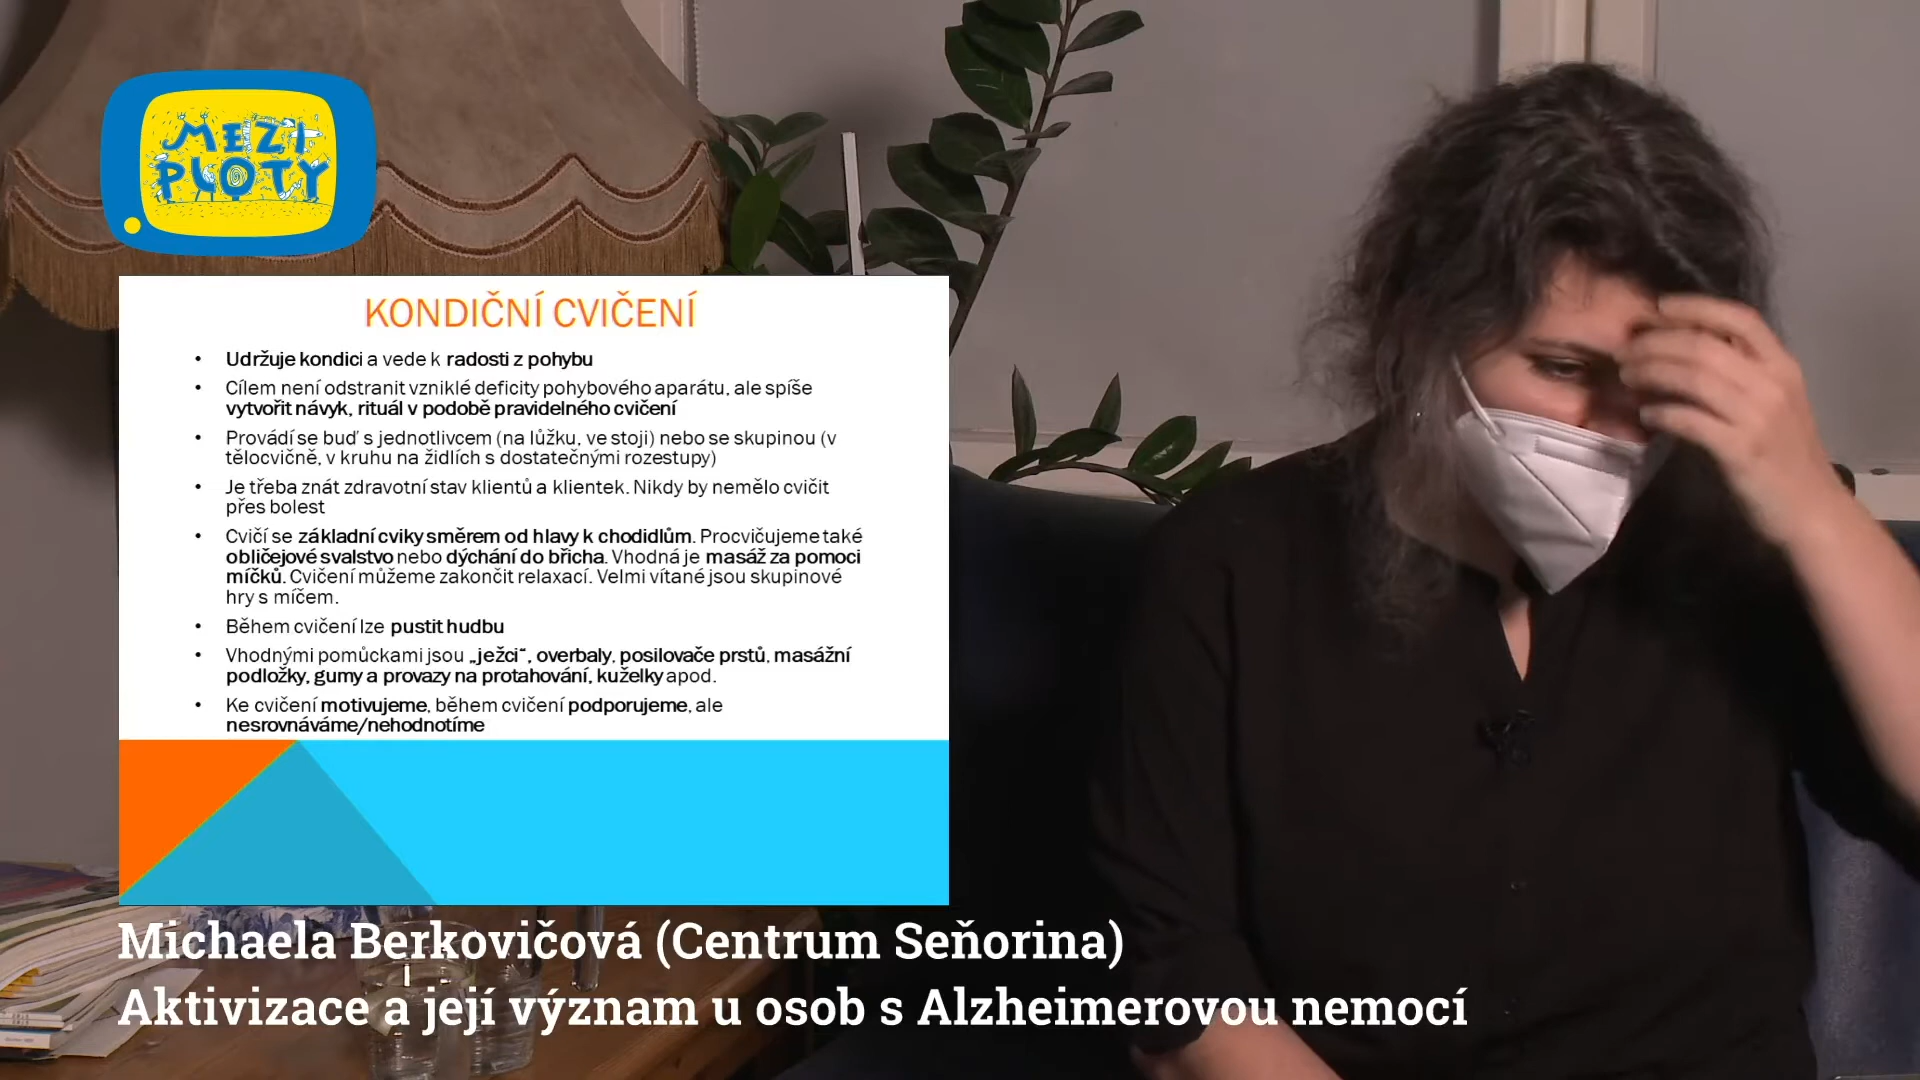 MEZI
PLOTY
KONDIČNÍ CVIČENÍ
• Udržuje kondici a vede k radosti z pohybu
• Cílem není odstranit vzniklé deficity pohybového aparátu, ale spíše
vytvořit návyk, rituál v podobě pravidelného cvičení
• Provádí se buď s jednotlivcem (na lůžku, ve stoji) nebo se skupinou (v
tělocvičně, v kruhu na židlích s dostatečnými rozestupy)
• Je třeba znát zdravotní stav klientů a klientek. Nikdy by nemělo cvičit
přes bolest
• Cvičí se základní cviky směrem od hlavy k chodidlům. Procvičujeme také
obličejové svalstvo nebo dýchání do břicha. Vhodná je masáž za pomoci
míčků. Cvičení můžeme zakončit relaxací. Velmi vítané jsou skupinové
hry s míčem.
• Během cvičení lze pustit hudbu
• Vhodnými pomůckami jsou „ježci“, overbaly, posilovače prstů, masážní
podložky, gumy a provazy na protahování, kuželky apod.
• Ke cvičení motivujeme, během cvičení podporujeme, ale
nesrovnáváme/nehodnotíme
Michaela Berkovičová (Centrum Seňorina)
Aktivizace a její význam u osob s Alzheimerovou nemocí